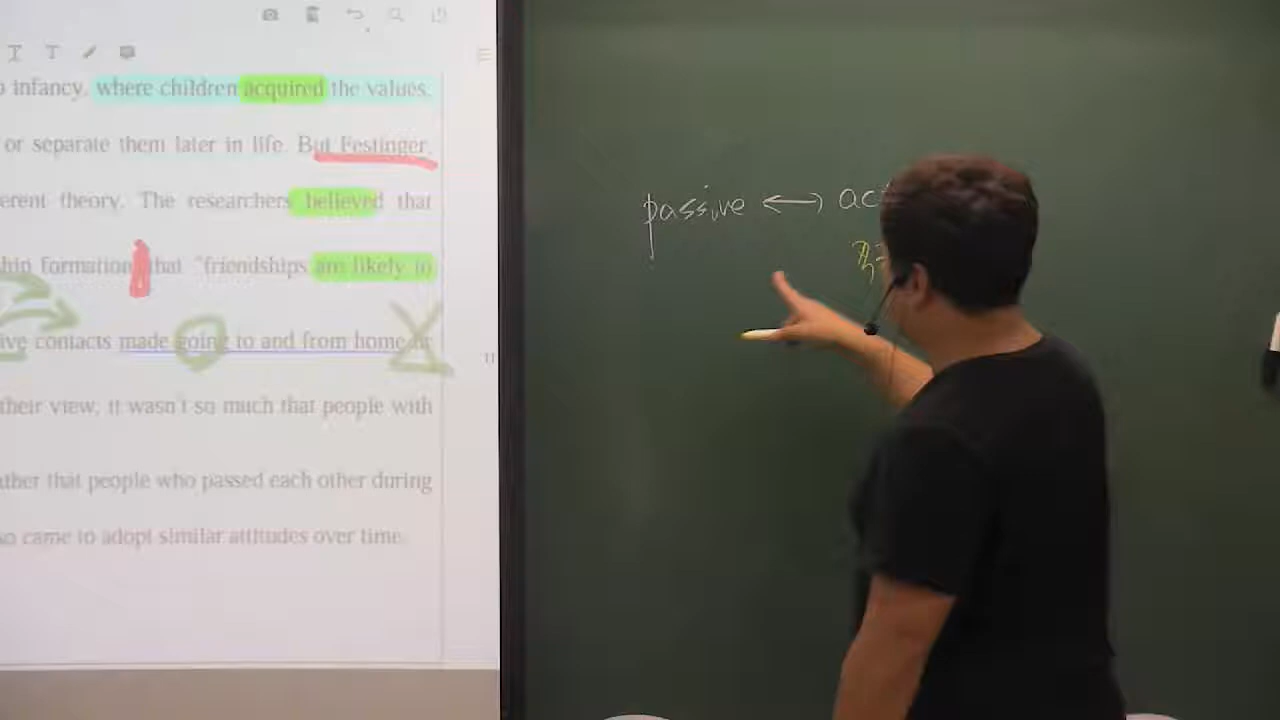 infancy, where children acquired the values,
or separate them later in life. But Festinger,
erent theory. The researchers believed that
hip formation that "friendships are likely to
ive contacts made going to and from home or
their view, it wasn't so much that people with
ather that people who passed each other during
so came to adopt similar attitudes over time.
passive ↔ ac